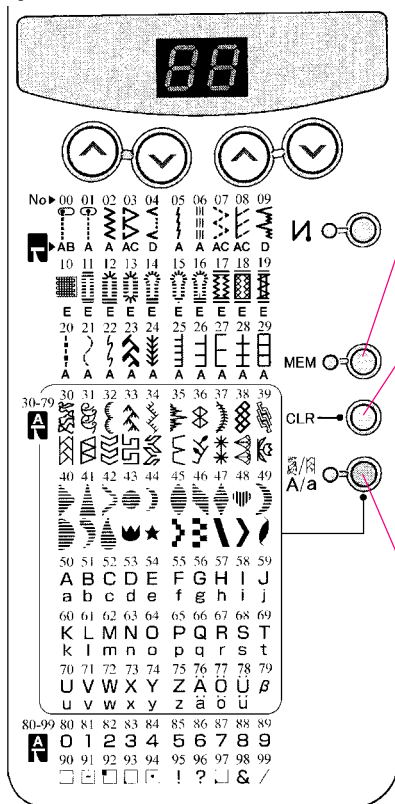 88
No 00 01 02 03 04 05 06 07 08 09
AB A A AC D A A AC AC D
10 11 12 13 14 15 16 17 18 19
E E E E E E E E E
20 21 22 23 24 25 26 27 28 29
A A A A A A A A A A
MEM
30-79 30 31 32 33 34 35 36 37 38 39
A
CLR
A/a
40 41 42 43 44 45 46 47 48 49
50 51 52 53 54 55 56 57 58 59
A B C D E F G H I J
a b c d e f g h i j
60 61 62 63 64 65 66 67 68 69
K L M N O P Q R S T
k l m n o p q r s t
70 71 72 73 74 75 76 77 78 79
U V W X Y Z Ä Ö Ü β
u v w x y z ä ö ü
80-99 80 81 82 83 84 85 86 87 88 89
A 0 1 2 3 4 5 6 7 8 9
90 91 92 93 94 95 96 97 98 99
! ? & /